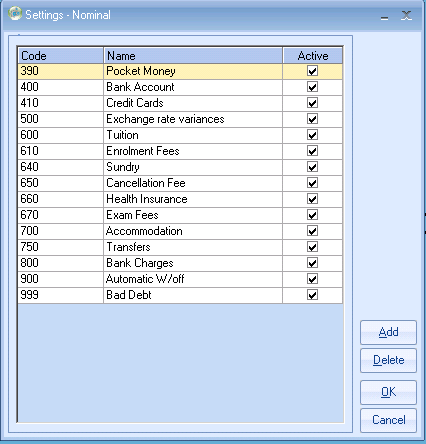 Settings - Nominal
Code Name Active
390 Pocket Money
400 Bank Account
410 Credit Cards
500 Exchange rate variances
600 Tuition
610 Enrolment Fees
640 Sundry
650 Cancellation Fee
660 Health Insurance
670 Exam Fees
700 Accommodation
750 Transfers
800 Bank Charges
900 Automatic W/off
999 Bad Debt
Add
Delete
OK
Cancel